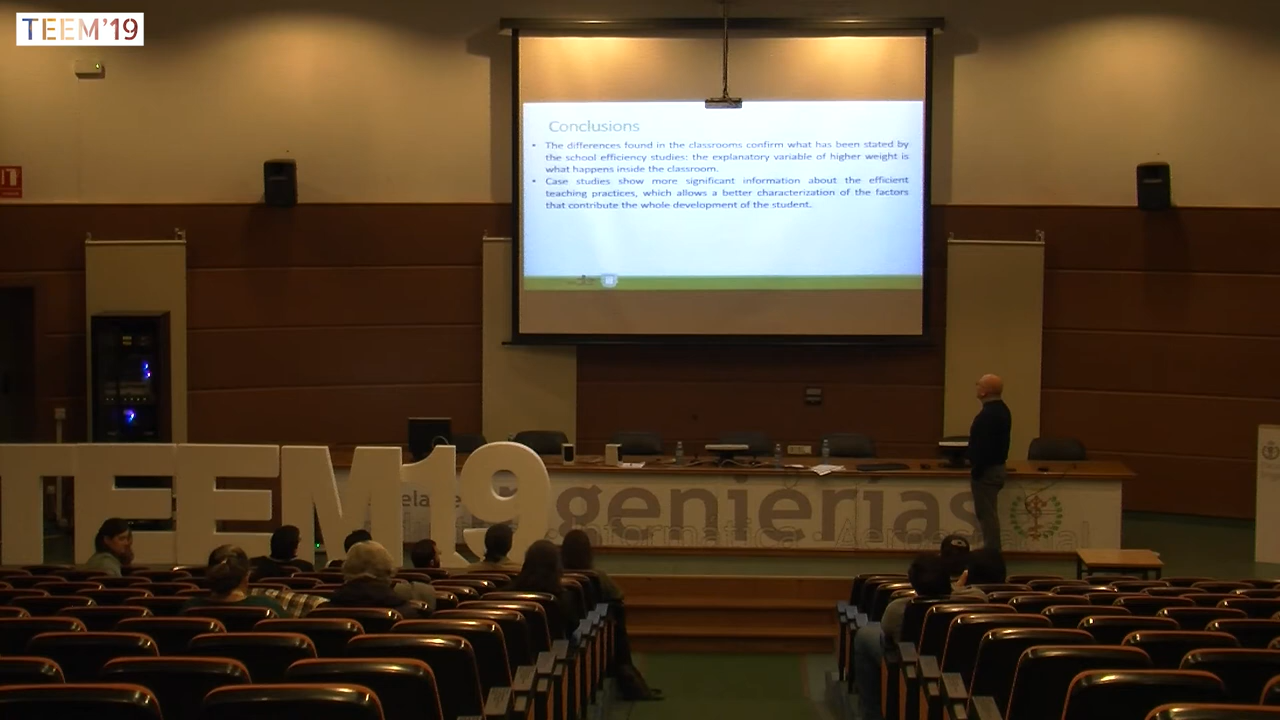 TEEM'19
Conclusions
• The differences found in the classrooms confirm what has been stated by
the school efficiency studies: the explanatory variable of higher weight is
what happens inside the classroom.
• Case studies show more significant information about the efficient
teaching practices, which allows a better characterization of the factors
that contribute the whole development of the student.
TEEM19
genierías
Informática